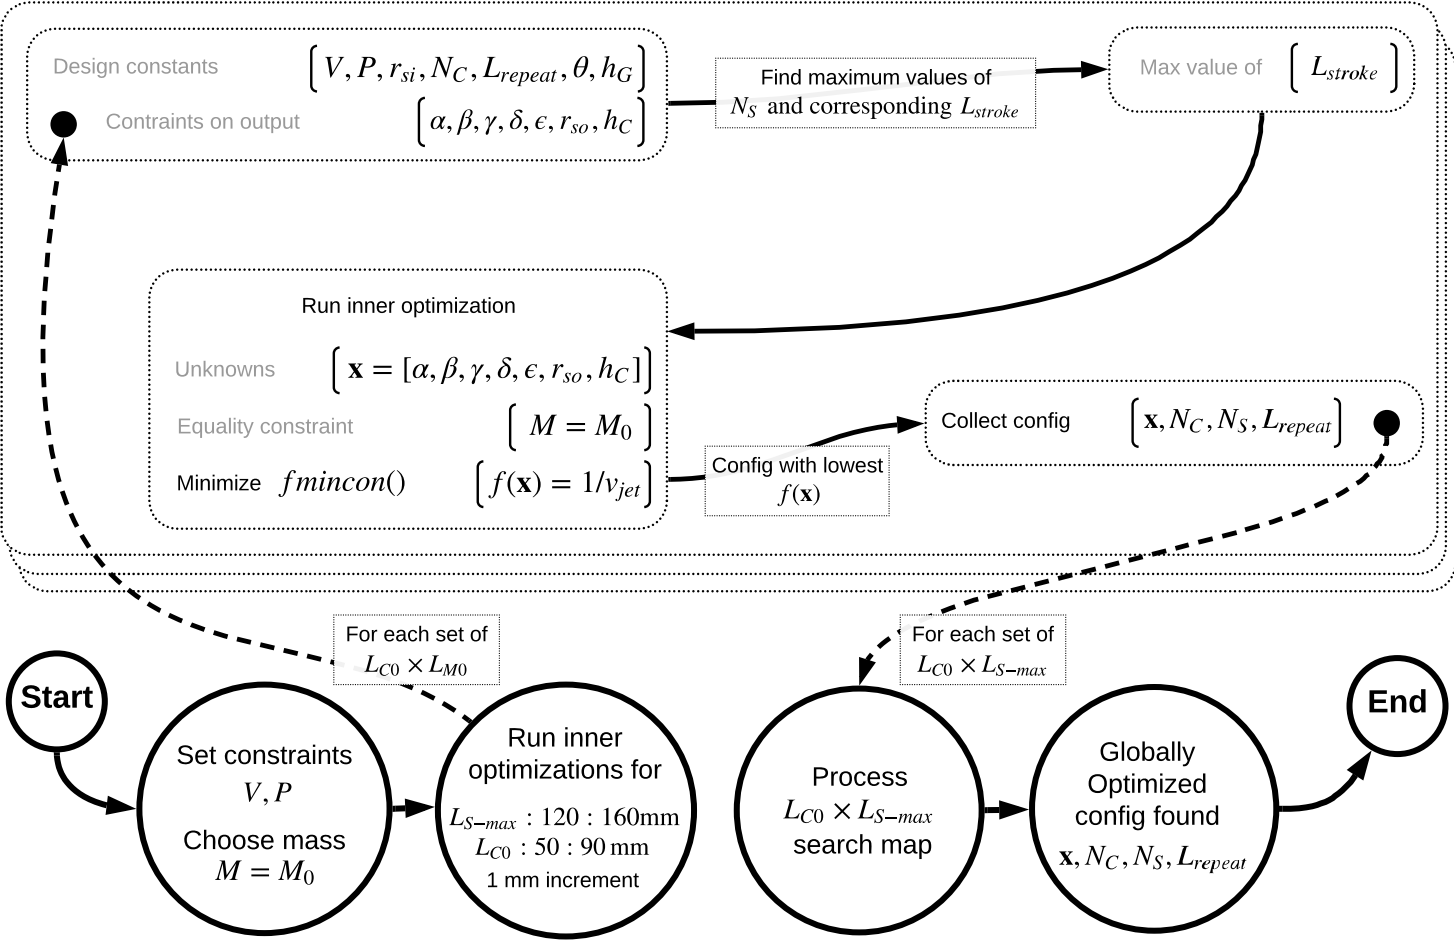 Design constants [V, P, r_si, N_C, L_repeat, θ, h_G]
Contraints on output [α, β, γ, δ, ϵ, r_so, h_C]
Find maximum values of
N_S and corresponding L_stroke
Max value of [L_stroke]
Run inner optimization
Unknowns [x = [α, β, γ, δ, ϵ, r_so, h_C]]
Equality constraint [M = M_0]
Minimize fmincon() [f(x) = 1/v_jet]
Config with lowest
f(x)
Collect config [x, N_C, N_S, L_repeat]
For each set of
L_C0 × L_M0
For each set of
L_C0 × L_S−max
Start
Set constraints
V, P
Choose mass
M = M_0
Run inner
optimizations for
L_S−max : 120 : 160mm
L_C0 : 50 : 90 mm
1 mm increment
Process
L_C0 × L_S−max
search map
Globally
Optimized
config found
x, N_C, N_S, L_repeat
End